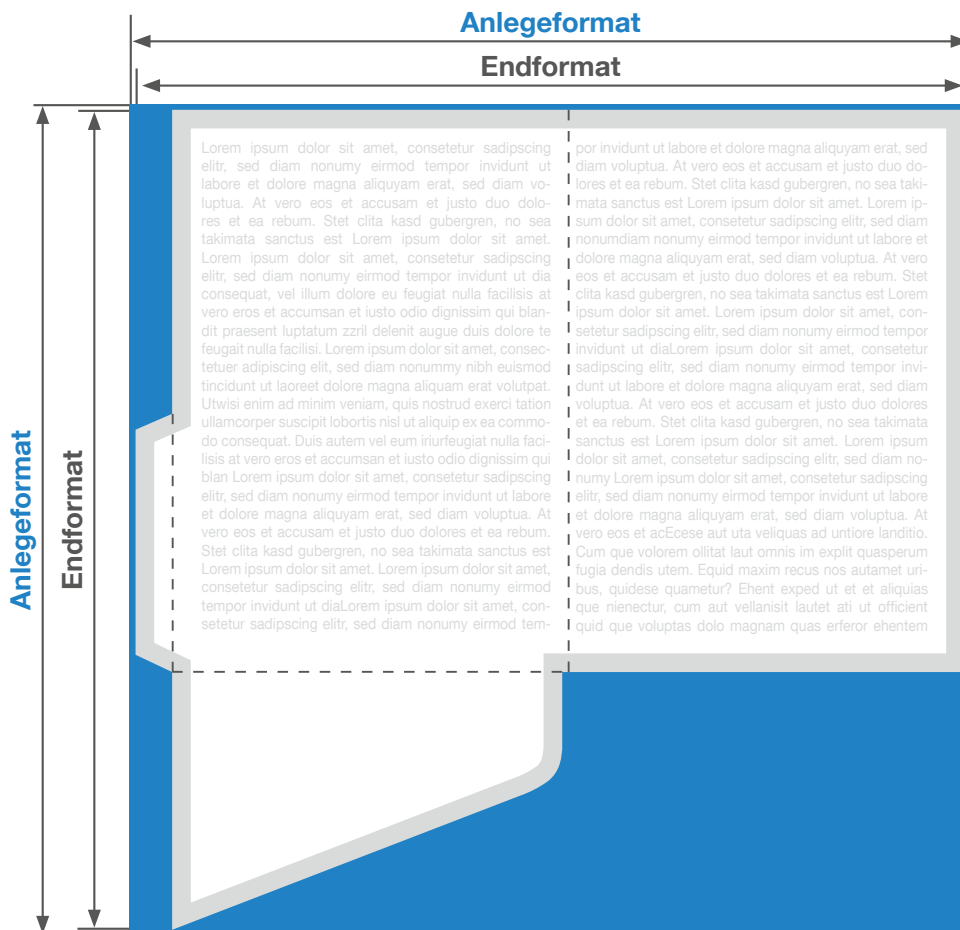 Anlegeformat
Endformat
Anlegeformat
Endformat
Lorem ipsum dolor sit amet, consetetur sadipscing
elitr, sed diam nonumy eirmod tempor invidunt ut
labore et dolore magna aliquyam erat, sed diam vo-
luptua. At vero eos et accusam et justo duo dolo-
res et ea rebum. Stet clita kasd gubergren, no sea
takimata sanctus est Lorem ipsum dolor sit amet.
Lorem ipsum dolor sit amet, consetetur sadipscing
elitr, sed diam nonumy eirmod tempor invidunt ut dia
consequat, vel illum dolore eu feugiat nulla facilisis at
vero eros et accumsan et iusto odio dignissim qui blan-
dit praesent luptatum zzril delenit augue duis dolore te
feugait nulla facilisi. Lorem ipsum dolor sit amet, consec-
tetuer adipiscing elit, sed diam nonummy nibh euismod
tincidunt ut laoreet dolore magna aliquam erat volutpat.
Utwisi enim ad minim veniam, quis nostrud exerci tation
ullamcorper suscipit lobortis nisl ut aliquip ex ea commo-
do consequat. Duis autem vel eum iriurfeugiat nulla faci-
lisis at vero eros et accumsan et iusto odio dignissim qui
blan Lorem ipsum dolor sit amet, consetetur sadipscing
elitr, sed diam nonumy eirmod tempor invidunt ut labore
et dolore magna aliquyam erat, sed diam voluptua. At
vero eos et accusam et justo duo dolores et ea rebum.
Stet clita kasd gubergren, no sea takimata sanctus est
Lorem ipsum dolor sit amet. Lorem ipsum dolor sit amet,
consetetur sadipscing elitr, sed diam nonumy eirmod
tempor invidunt ut diaLorem ipsum dolor sit amet, con-
setetur sadipscing elitr, sed diam nonumy eirmod tem-
por invidunt ut labore et dolore magna aliquyam erat, sed
diam voluptua. At vero eos et accusam et justo duo do-
lores et ea rebum. Stet clita kasd gubergren, no sea taki-
mata sanctus est Lorem ipsum dolor sit amet. Lorem ip-
sum dolor sit amet, consetetur sadipscing elitr, sed diam
nonumdiam nonumy eirmod tempor invidunt ut labore et
dolore magna aliquyam erat, sed diam voluptua. At vero
eos et accusam et justo duo dolores et ea rebum. Stet
clita kasd gubergren, no sea takimata sanctus est Lorem
ipsum dolor sit amet. Lorem ipsum dolor sit amet, con-
setetur sadipscing elitr, sed diam nonumy eirmod tempor
invidunt ut diaLorem ipsum dolor sit amet, consetetur
sadipscing elitr, sed diam nonumy eirmod tempor invi-
dunt ut labore et dolore magna aliquyam erat, sed diam
voluptua. At vero eos et accusam et justo duo dolores
et ea rebum. Stet clita kasd gubergren, no sea takimata
sanctus est Lorem ipsum dolor sit amet. Lorem ipsum
dolor sit amet, consetetur sadipscing elitr, sed diam no-
numy Lorem ipsum dolor sit amet, consetetur sadipscing
elitr, sed diam nonumy eirmod tempor invidunt ut labore
et dolore magna aliquyam erat, sed diam voluptua. At
vero eos et acEcese aut uta veliquas ad untiore landitio.
Cum que volorem ollitat laut omnis im explit quasperum
fugia dendis utem. Equid maxim recus nos autamet uri-
bus, quidese quametur? Ehent exped ut et et aliquias
que nienectur, cum aut vellanisit lautet ati ut officient
quid que voluptas dolo magnam quas erferor ehentem